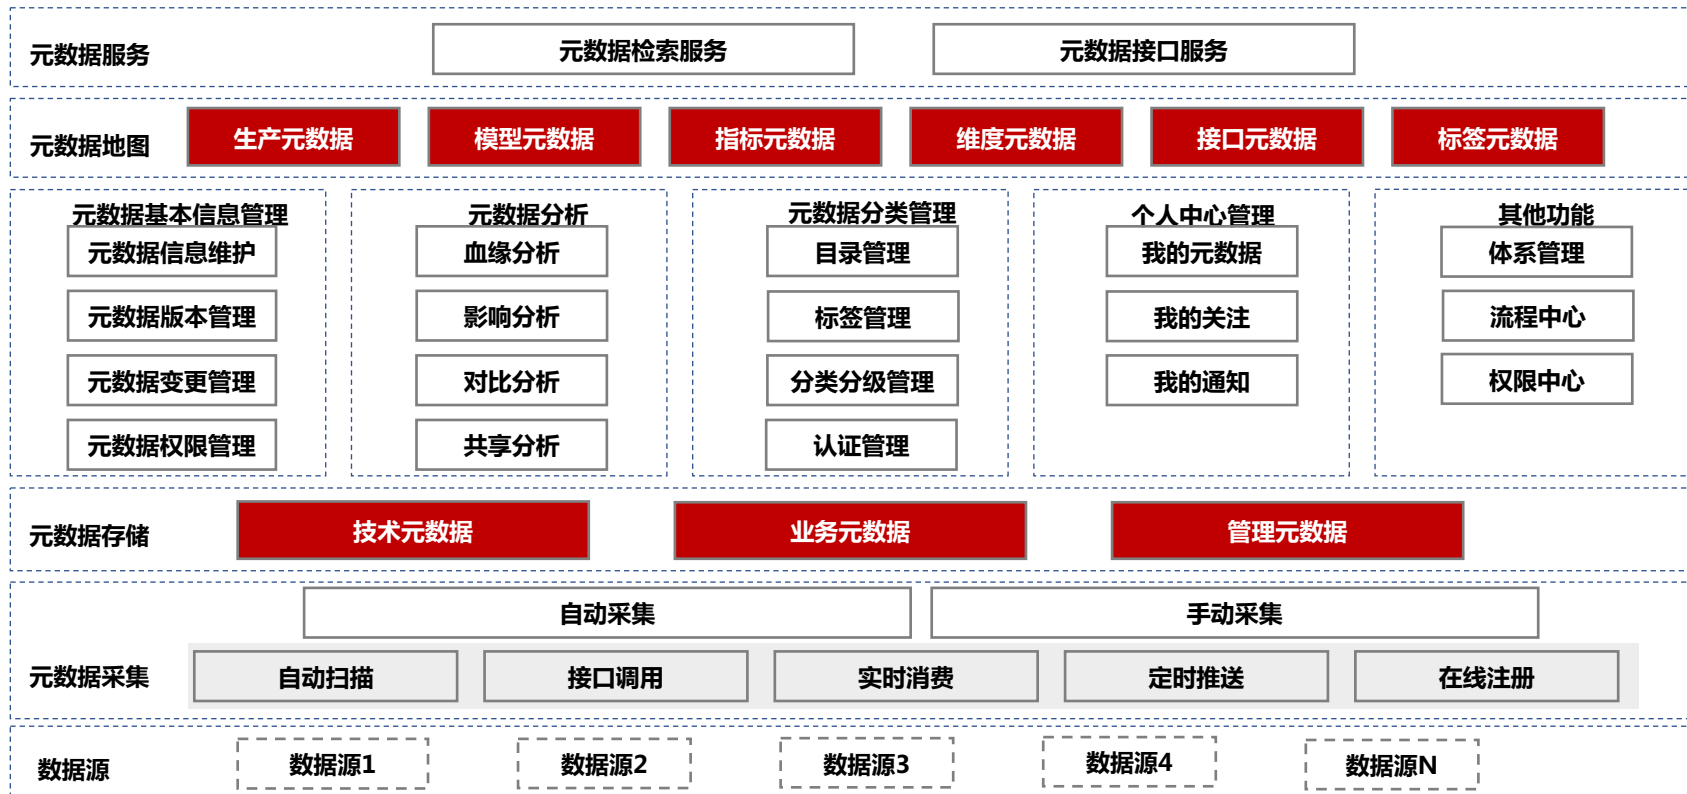 元数据服务
元数据检索服务
元数据接口服务
元数据地图
生产元数据
模型元数据
指标元数据
维度元数据
接口元数据
标签元数据
元数据基本信息管理
元数据信息维护
元数据版本管理
元数据变更管理
元数据权限管理
元数据分析
血缘分析
影响分析
对比分析
共享分析
元数据分类管理
目录管理
标签管理
分类分级管理
认证管理
个人中心管理
我的元数据
我的关注
我的通知
其他功能
体系管理
流程中心
权限中心
元数据存储
技术元数据
业务元数据
管理元数据
元数据采集
自动采集
手动采集
自动扫描
接口调用
实时消费
定时推送
在线注册
数据源
数据源1
数据源2
数据源3
数据源4
数据源N